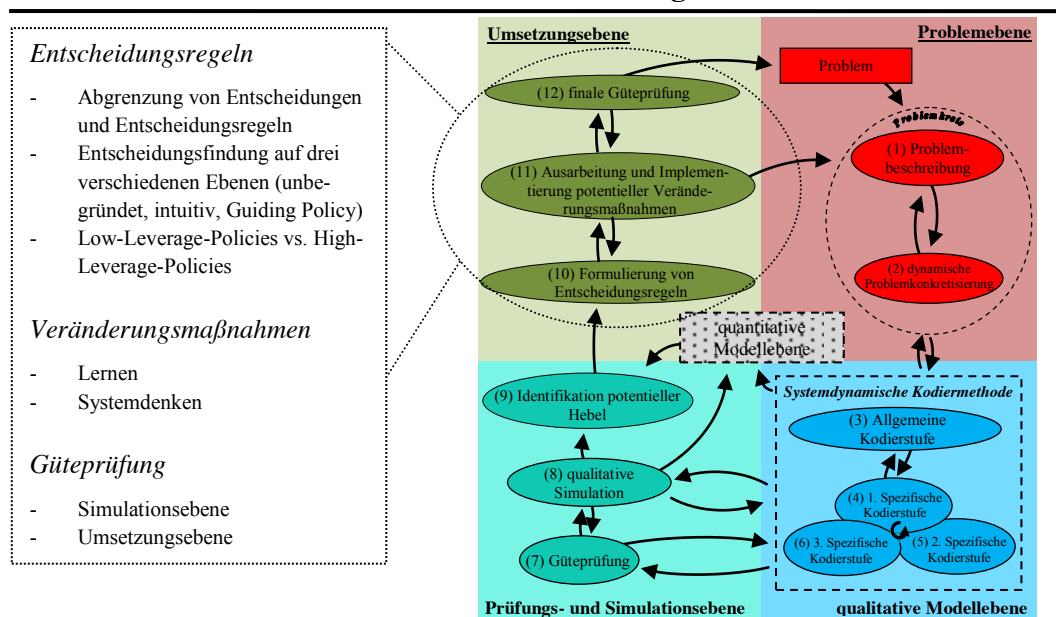 Entscheidungsregeln
- Abgrenzung von Entscheidungen
und Entscheidungsregeln
- Entscheidungsfindung auf drei
verschiedenen Ebenen (unbe-
gründet, intuitiv, Guiding Policy)
- Low-Leverage-Policies vs. High-
Leverage-Policies
Veränderungsmaßnahmen
- Lernen
- Systemdenken
Güteprüfung
- Simulationsebene
- Umsetzungsebene
Umsetzungsebene
(12) finale Güteprüfung
(11) Ausarbeitung und Implemen-
tierung potentieller Verände-
rungsmaßnahmen
(10) Formulierung von
Entscheidungsregeln
Problemebene
Problem
Problemkreis
(1) Problem-
beschreibung
(2) dynamische
Problemkonkretisierung
quantitative
Modellebene
(9) Identifikation potentieller
Hebel
(8) qualitative
Simulation
(7) Güteprüfung
Prüfungs- und Simulationsebene
Systemdynamische Kodiermethode
(3) Allgemeine
Kodierstufe
(4) 1. Spezifische
Kodierstufe
(6) 3. Spezifische
Kodierstufe
(5) 2. Spezifische
Kodierstufe
qualitative Modellebene